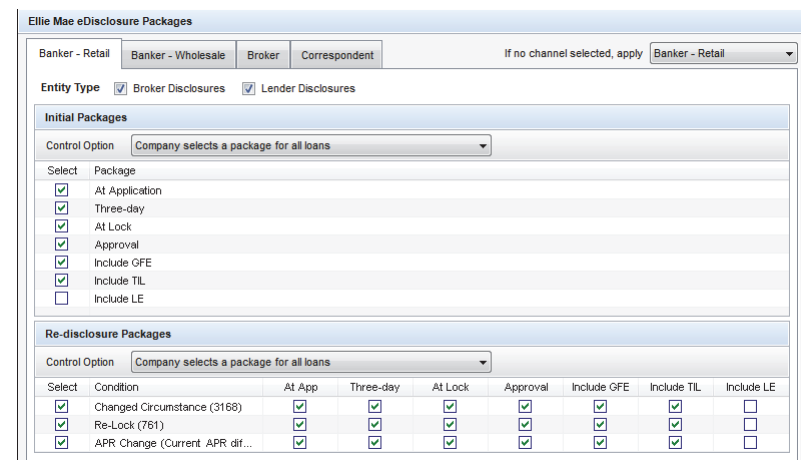 Ellie Mae eDisclosure Packages
Banker - Retail Banker - Wholesale Broker Correspondent If no channel selected, apply Banker - Retail
Entity Type Broker Disclosures Lender Disclosures
Initial Packages
Control Option Company selects a package for all loans
Select Package
At Application
Three-day
At Lock
Approval
Include GFE
Include TIL
Include LE
Re-disclosure Packages
Control Option Company selects a package for all loans
Select Condition At App Three-day At Lock Approval Include GFE Include TIL Include LE
Changed Circumstance (3168)
Re-Lock (761)
APR Change (Current APR dif...